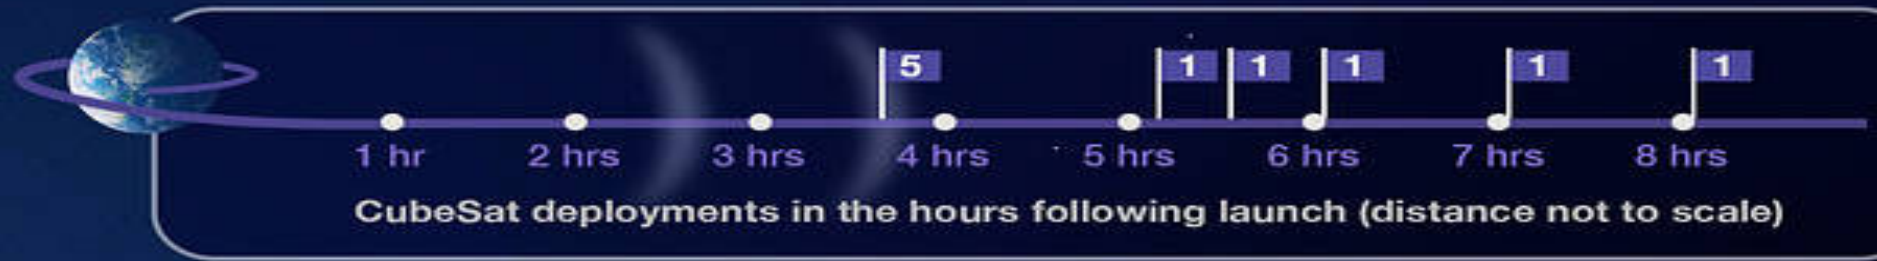 5 1 1 1 1 1
1 hr 2 hrs 3 hrs 4 hrs 5 hrs 6 hrs 7 hrs 8 hrs
CubeSat deployments in the hours following launch (distance not to scale)